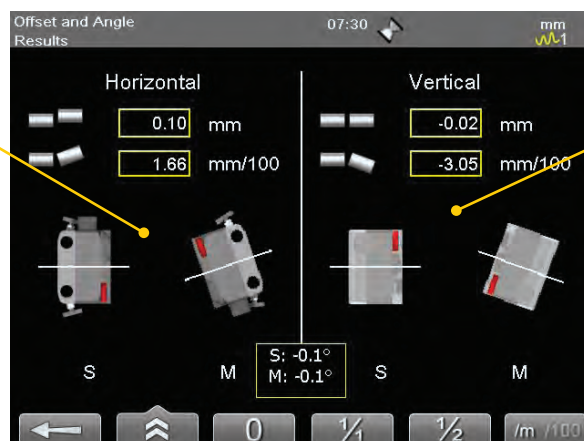 Offset and Angle 07:30 mm
Results 1
Horizontal Vertical
0.10 mm -0.02 mm
1.66 mm/100 -3.05 mm/100
S M S: -0.1° M: -0.1° S M
0 1/1 1/2 /m /100